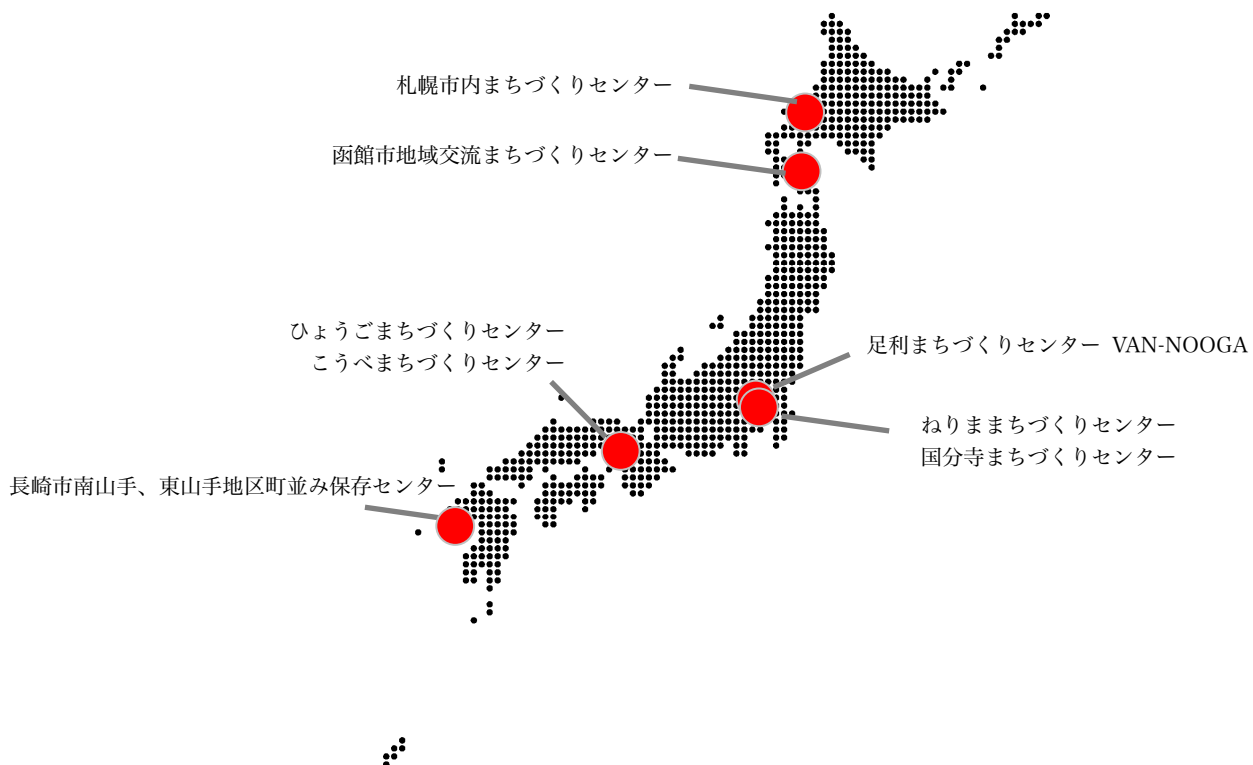 札幌市内まちづくりセンター
函館市地域交流まちづくりセンター
ひょうごまちづくりセンター
こうべまちづくりセンター
足利まちづくりセンター VAN-NOOGA
ねりままちづくりセンター
国分寺まちづくりセンター
長崎市南山手、東山手地区町並み保存センター